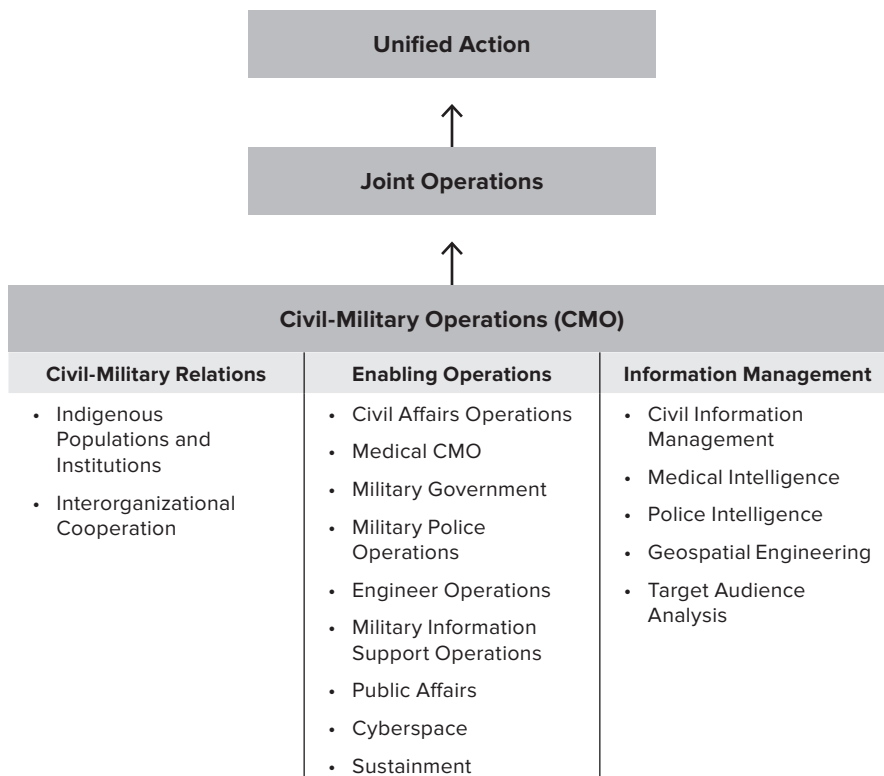 Unified Action
Joint Operations
Civil-Military Operations (CMO)
Civil-Military Relations
• Indigenous
Populations and
Institutions
• Interorganizational
Cooperation
Enabling Operations
• Civil Affairs Operations
• Medical CMO
• Military Government
• Military Police
Operations
• Engineer Operations
• Military Information
Support Operations
• Public Affairs
• Cyberspace
• Sustainment
Information Management
• Civil Information
Management
• Medical Intelligence
• Police Intelligence
• Geospatial Engineering
• Target Audience
Analysis